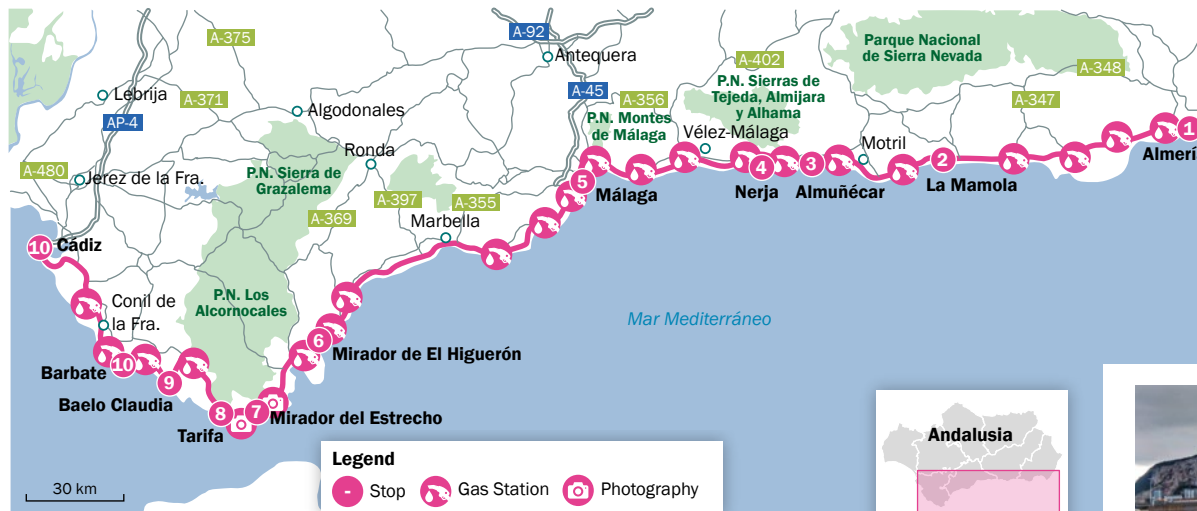 A-92
A-375
Antequera
A-402
Parque Nacional
de Sierra Nevada
A-348
Lebrija
A-371
Algodonales
A-45
A-356
P.N. Sierras de
Tejeda, Almijara
y Alhama
A-347
AP-4
P.N. Montes
de Málaga
Vélez-Málaga
Motril
1
Almerí
A-480
Jerez de la Fra.
P.N. Sierra de
Grazalema
Ronda
A-397
A-355
5
Málaga
4
Nerja
3
Almuñécar
2
La Mamola
A-369
Marbella
10
Cádiz
P.N. Los
Alcornocales
Conil de
la Fra.
Mar Mediterráneo
6
Mirador de El Higuerón
Barbate
10
9
Baelo Claudia
8
Tarifa
7
Mirador del Estrecho
Andalusia
Legend
- Stop
Gas Station
Photography
30 km